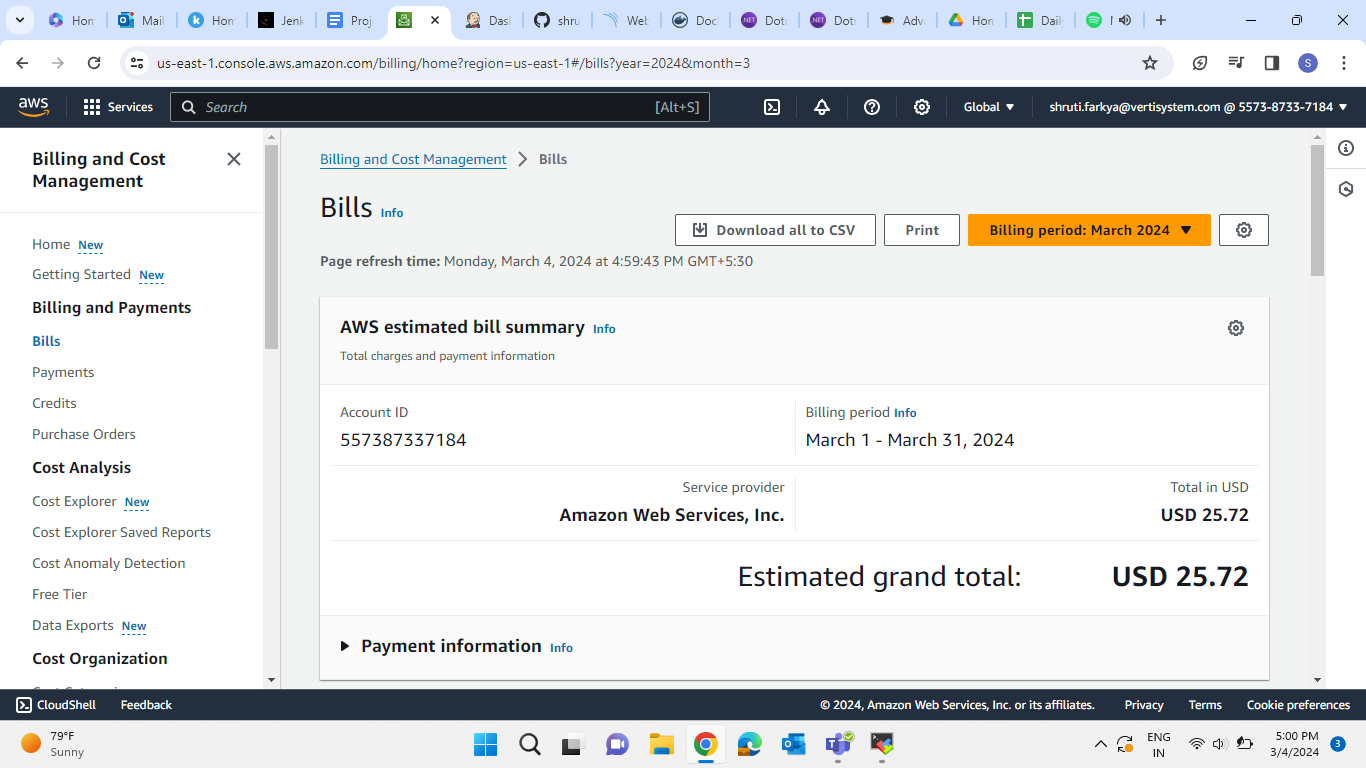 Hom
Mail
Hom
Jenk
Proj
Dash
shru
Web
Doc
Dot
Dot
Adv
Hon
Daily
us-east-1.console.aws.amazon.com/billing/home?region=us-east-1#/bills?year=2024&month=3
S
aws
Services
Search
[Alt+S]
Global
shruti.farkya@vertisystem.com @ 5573-8733-7184
Billing and Cost
Management
Home New
Getting Started New
Billing and Payments
Bills
Payments
Credits
Purchase Orders
Cost Analysis
Cost Explorer New
Cost Explorer Saved Reports
Cost Anomaly Detection
Free Tier
Data Exports New
Cost Organization
Billing and Cost Management > Bills
Bills Info
Download all to CSV
Print
Billing period: March 2024
Page refresh time: Monday, March 4, 2024 at 4:59:43 PM GMT+5:30
AWS estimated bill summary Info
Total charges and payment information
Account ID
557387337184
Billing period Info
March 1 - March 31, 2024
Service provider
Amazon Web Services, Inc.
Total in USD
USD 25.72
Estimated grand total: USD 25.72
Payment information Info
CloudShell
Feedback
© 2024, Amazon Web Services, Inc. or its affiliates.
Privacy
Terms
Cookie preferences
79°F
Sunny
ENG
IN
5:00 PM
3/4/2024
3